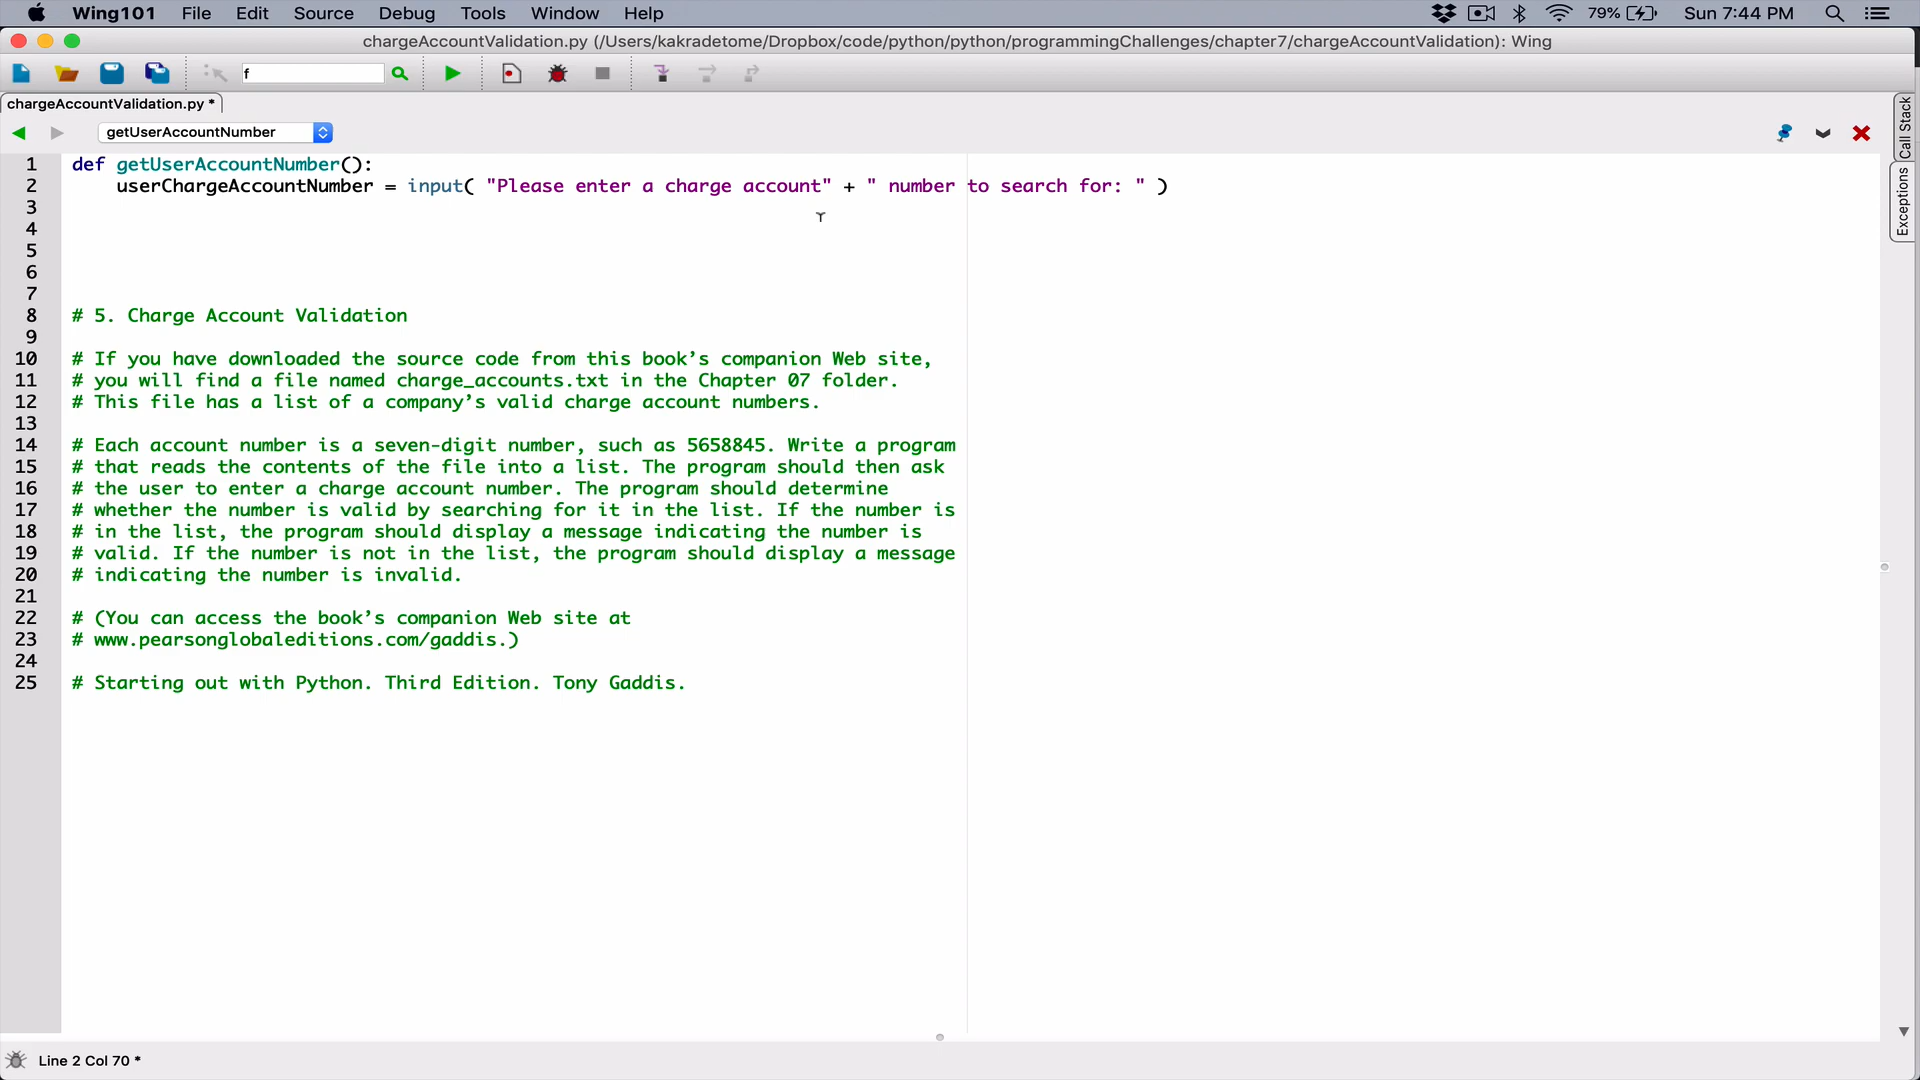 Wing101 File Edit Source Debug Tools Window Help 79% Sun 7:44 PM
chargeAccountValidation.py (/Users/kakradetome/Dropbox/code/python/python/programmingChallenges/chapter7/chargeAccountValidation): Wing
f
chargeAccountValidation.py *
getUserAccountNumber
Call Stack
Exceptions
1 def getUserAccountNumber():
2 userChargeAccountNumber = input( "Please enter a charge account" + " number to search for: " )
3
4
5
6
7
8 # 5. Charge Account Validation
9
10 # If you have downloaded the source code from this book’s companion Web site,
11 # you will find a file named charge_accounts.txt in the Chapter 07 folder.
12 # This file has a list of a company’s valid charge account numbers.
13
14 # Each account number is a seven-digit number, such as 5658845. Write a program
15 # that reads the contents of the file into a list. The program should then ask
16 # the user to enter a charge account number. The program should determine
17 # whether the number is valid by searching for it in the list. If the number is
18 # in the list, the program should display a message indicating the number is
19 # valid. If the number is not in the list, the program should display a message
20 # indicating the number is invalid.
21
22 # (You can access the book’s companion Web site at
23 # www.pearsonglobaleditions.com/gaddis.)
24
25 # Starting out with Python. Third Edition. Tony Gaddis.
Line 2 Col 70 *